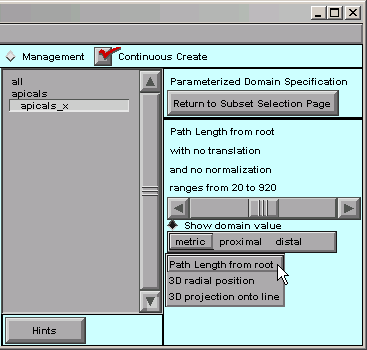 Management
Continuous Create
all
apicals
apicals_x
Parameterized Domain Specification
Return to Subset Selection Page
Path Length from root
with no translation
and no normalization
ranges from 20 to 920
Show domain value
metric proximal distal
Path Length from root
3D radial position
3D projection onto line
Hints